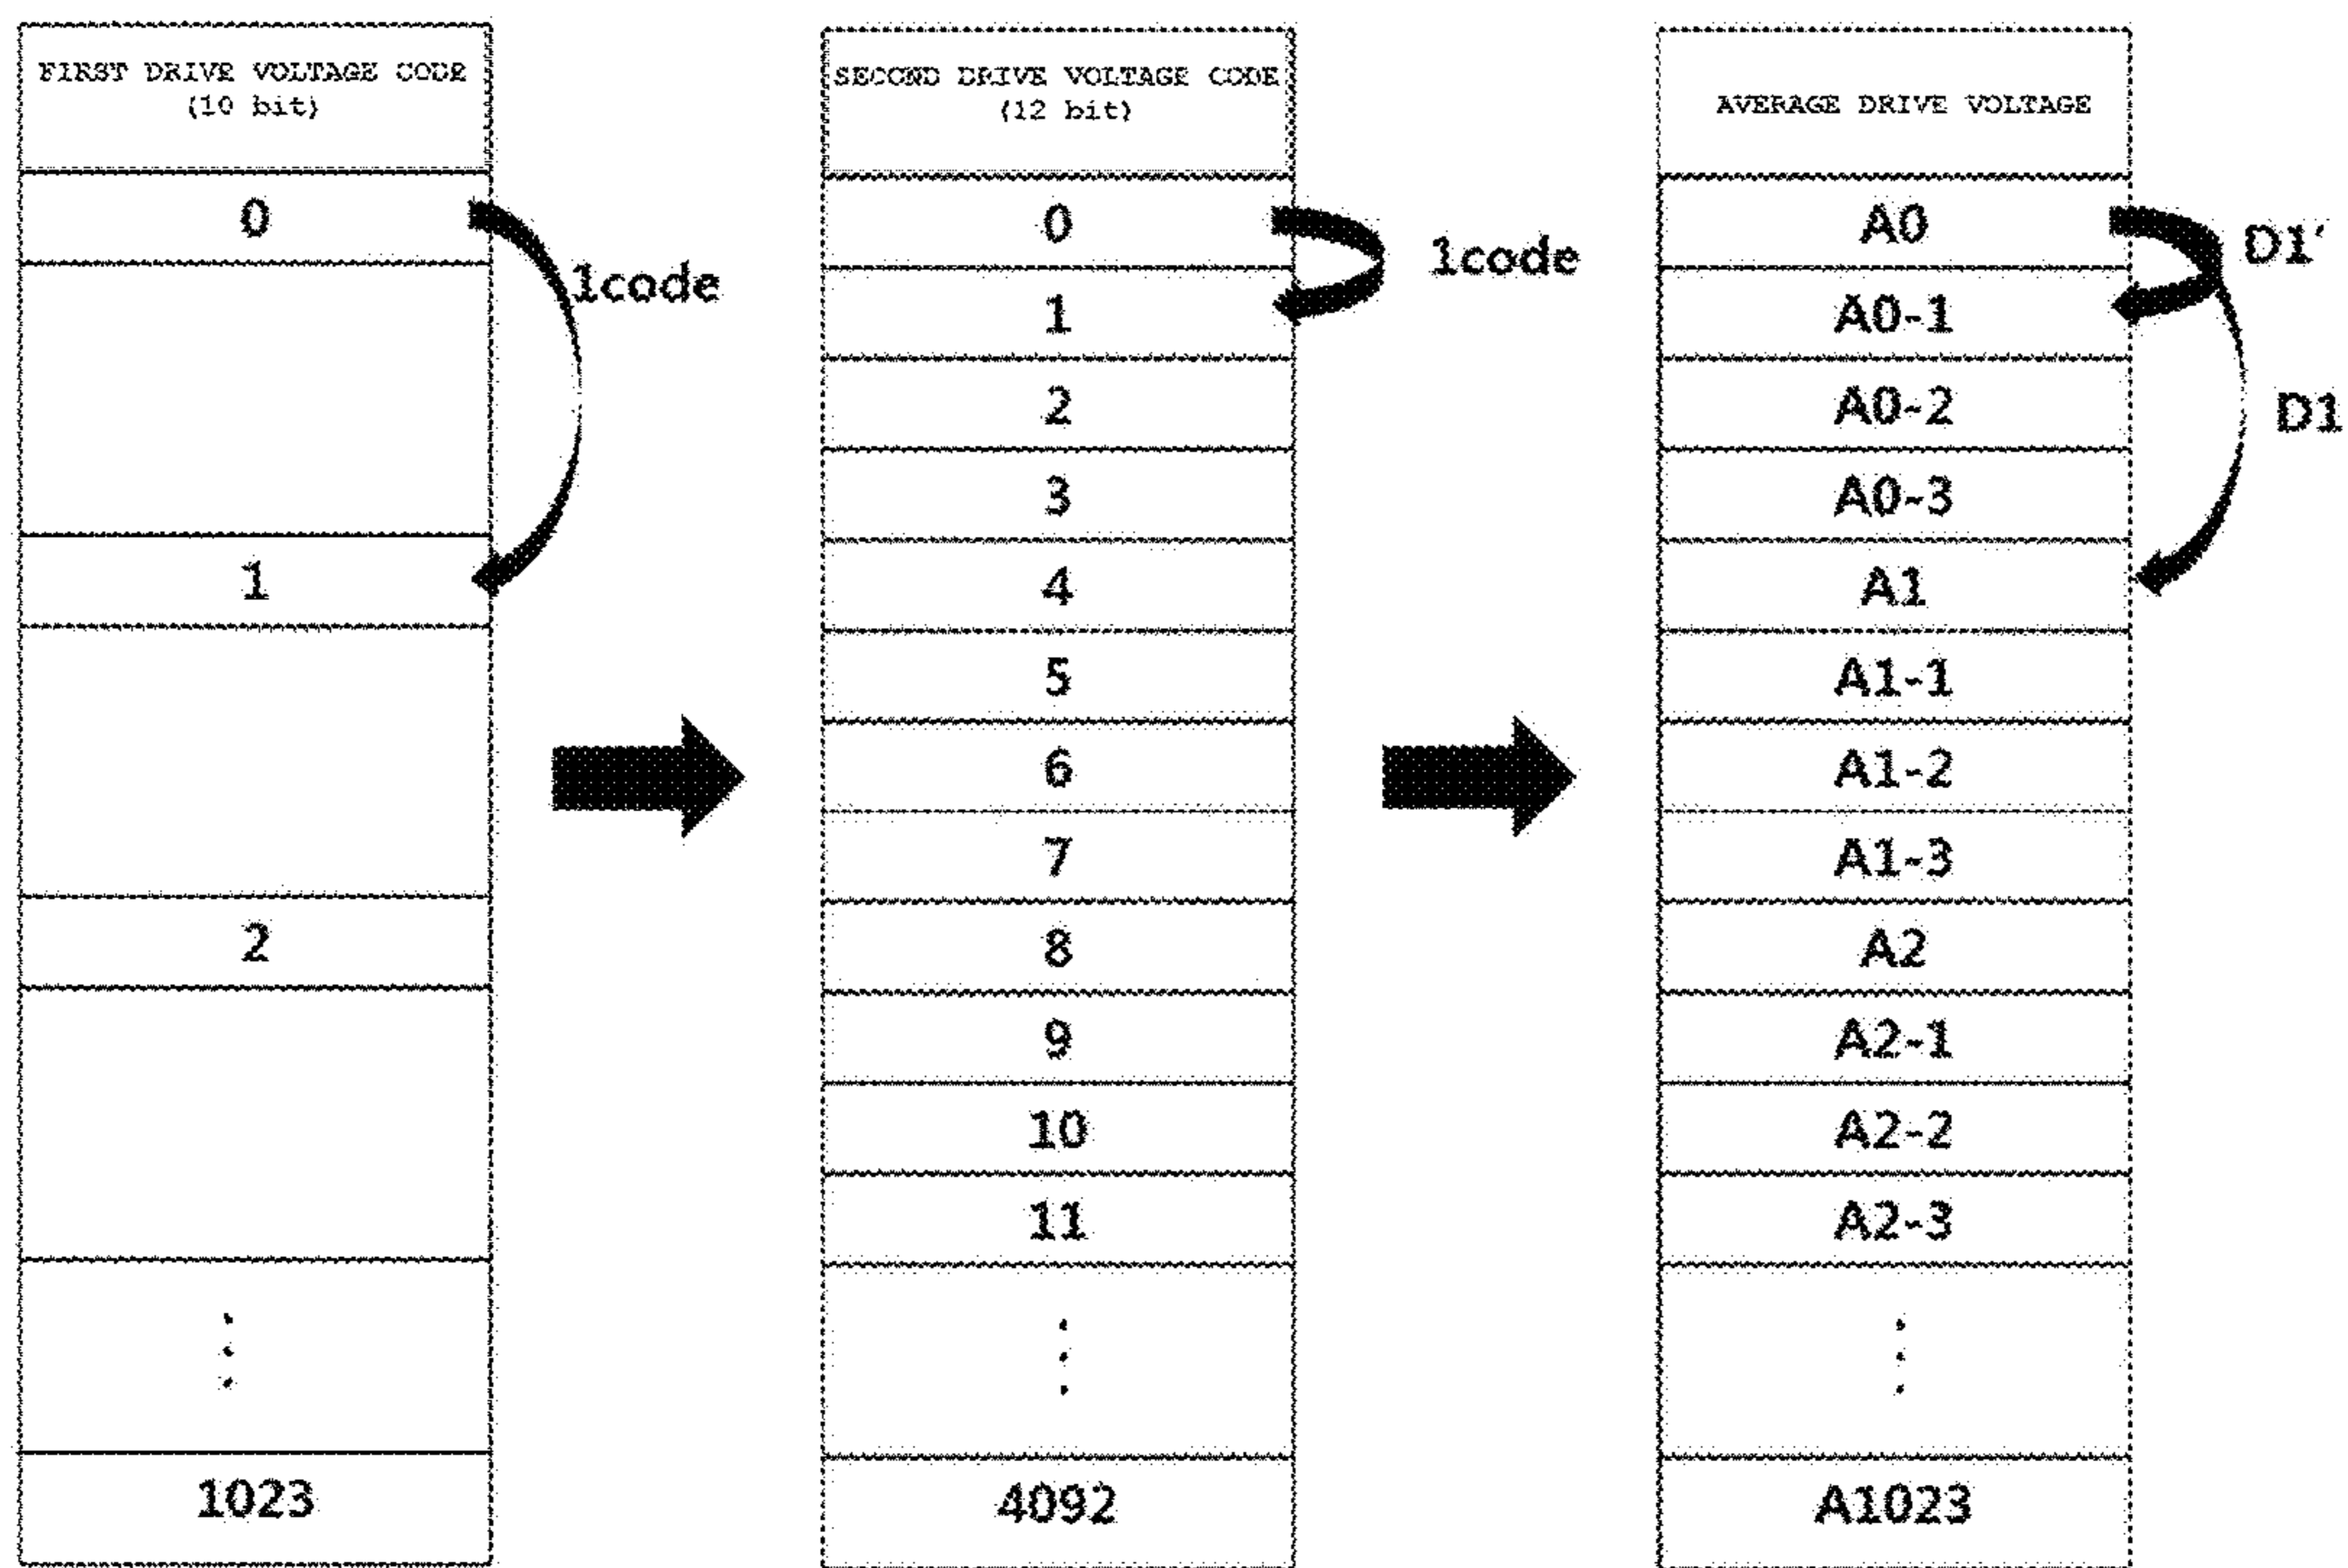 FIRST DRIVE VOLTAGE CODE
(10 bit)
0
1code
1
2
1023
SECOND DRIVE VOLTAGE CODE
(12 bit)
0
1code
1
2
3
4
5
6
7
8
9
10
11
4092
AVERAGE DRIVE VOLTAGE
A0
D1'
A0-1
A0-2
D1
A0-3
A1
A1-1
A1-2
A1-3
A2
A2-1
A2-2
A2-3
A1023